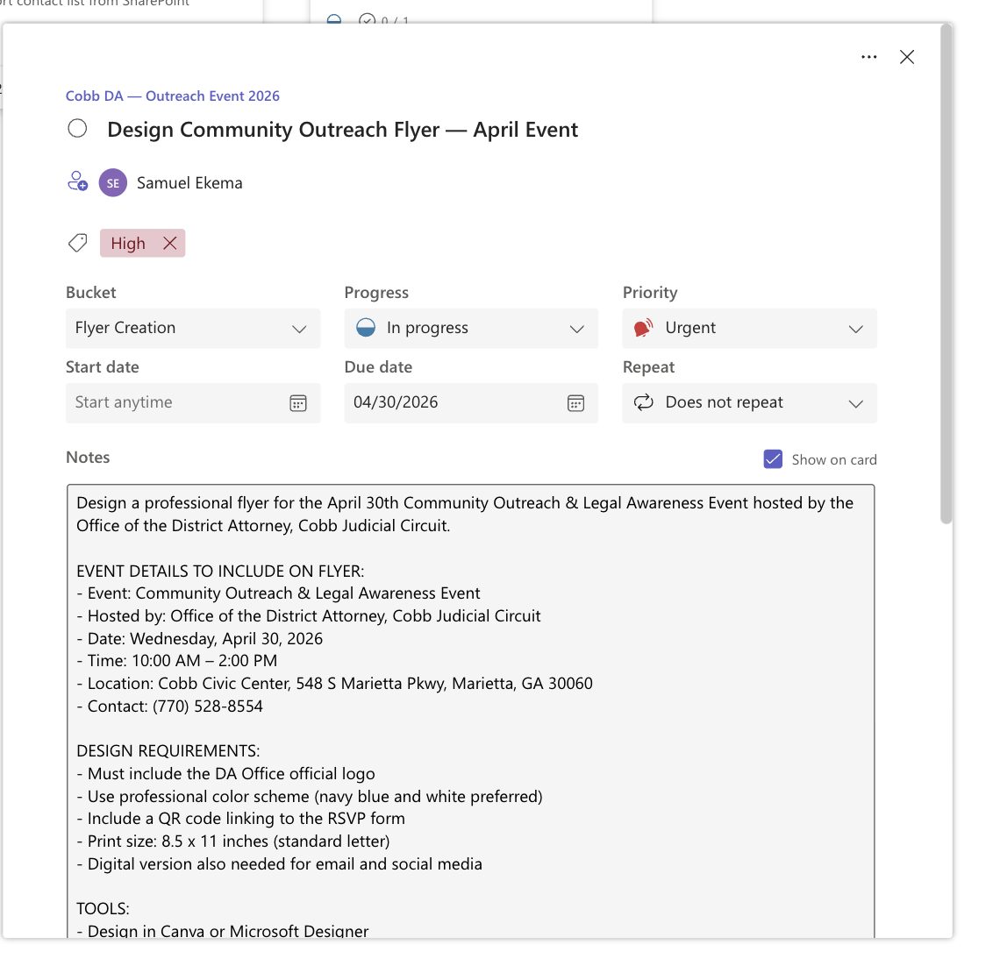 contact list from SharePoint
0 / 1
Cobb DA — Outreach Event 2026
Design Community Outreach Flyer — April Event
SE Samuel Ekema
High
Bucket Progress Priority
Flyer Creation In progress Urgent
Start date Due date Repeat
Start anytime 04/30/2026 Does not repeat
Notes Show on card
Design a professional flyer for the April 30th Community Outreach & Legal Awareness Event hosted by the
Office of the District Attorney, Cobb Judicial Circuit.
EVENT DETAILS TO INCLUDE ON FLYER:
- Event: Community Outreach & Legal Awareness Event
- Hosted by: Office of the District Attorney, Cobb Judicial Circuit
- Date: Wednesday, April 30, 2026
- Time: 10:00 AM – 2:00 PM
- Location: Cobb Civic Center, 548 S Marietta Pkwy, Marietta, GA 30060
- Contact: (770) 528-8554
DESIGN REQUIREMENTS:
- Must include the DA Office official logo
- Use professional color scheme (navy blue and white preferred)
- Include a QR code linking to the RSVP form
- Print size: 8.5 x 11 inches (standard letter)
- Digital version also needed for email and social media
TOOLS:
- Design in Canva or Microsoft Designer